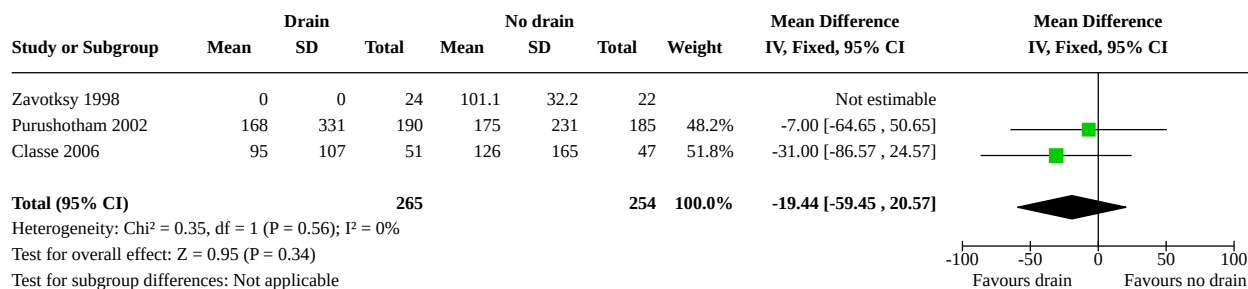 Drain No drain Mean Difference Mean Difference
Study or Subgroup Mean SD Total Mean SD Total Weight IV, Fixed, 95% CI IV, Fixed, 95% CI
Zavotksy 1998 0 0 24 101.1 32.2 22 Not estimable
Purushotham 2002 168 331 190 175 231 185 48.2% -7.00 [-64.65 , 50.65]
Classe 2006 95 107 51 126 165 47 51.8% -31.00 [-86.57 , 24.57]
Total (95% CI) 265 254 100.0% -19.44 [-59.45 , 20.57]
Heterogeneity: Chi² = 0.35, df = 1 (P = 0.56); I² = 0%
Test for overall effect: Z = 0.95 (P = 0.34)
-100 -50 0 50 100
Test for subgroup differences: Not applicable
Favours drain Favours no drain